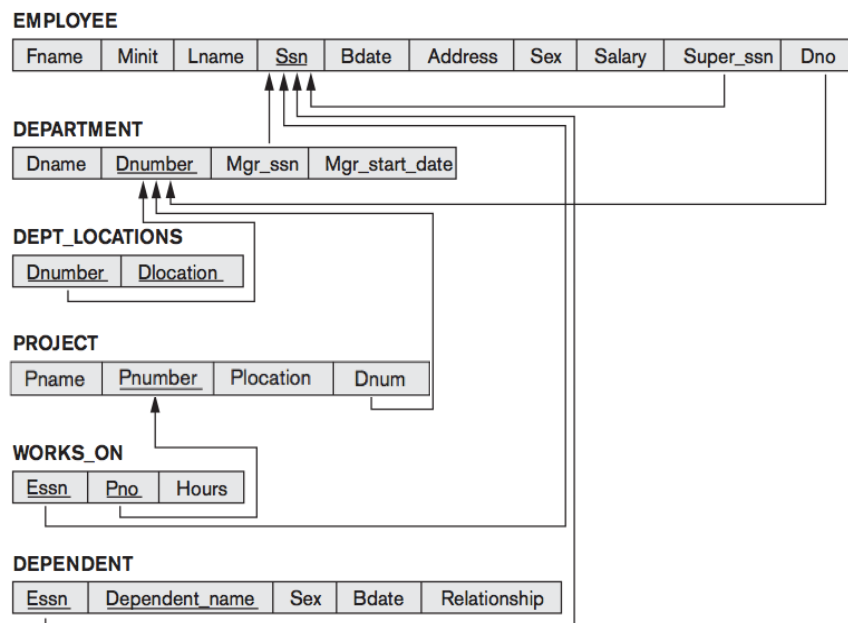 EMPLOYEE
Fname Minit Lname Ssn Bdate Address Sex Salary Super_ssn Dno
DEPARTMENT
Dname Dnumber Mgr_ssn Mgr_start_date
DEPT_LOCATIONS
Dnumber Dlocation
PROJECT
Pname Pnumber Plocation Dnum
WORKS_ON
Essn Pno Hours
DEPENDENT
Essn Dependent_name Sex Bdate Relationship